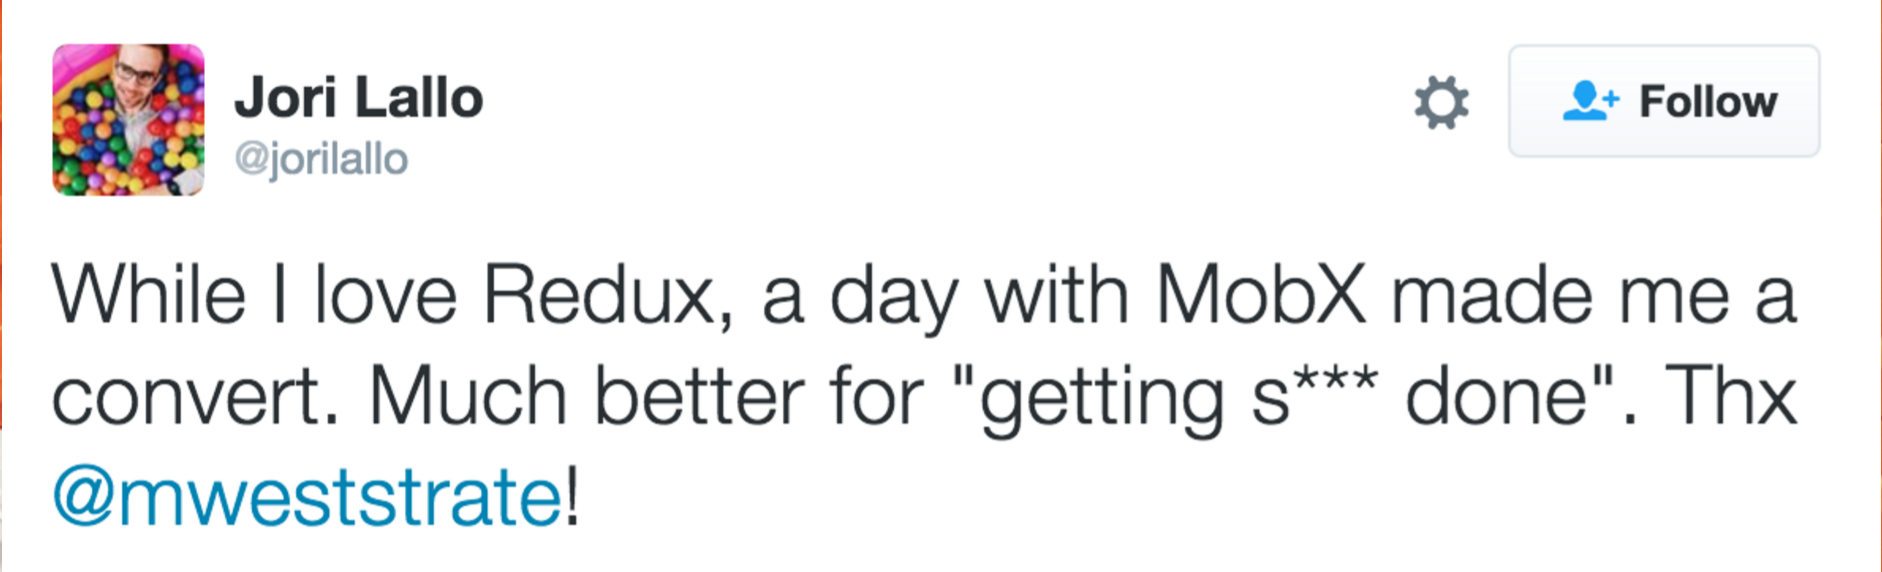 Jori Lallo
@jorilallo
Follow
While I love Redux, a day with MobX made me a
convert. Much better for "getting s*** done". Thx
@mweststrate!